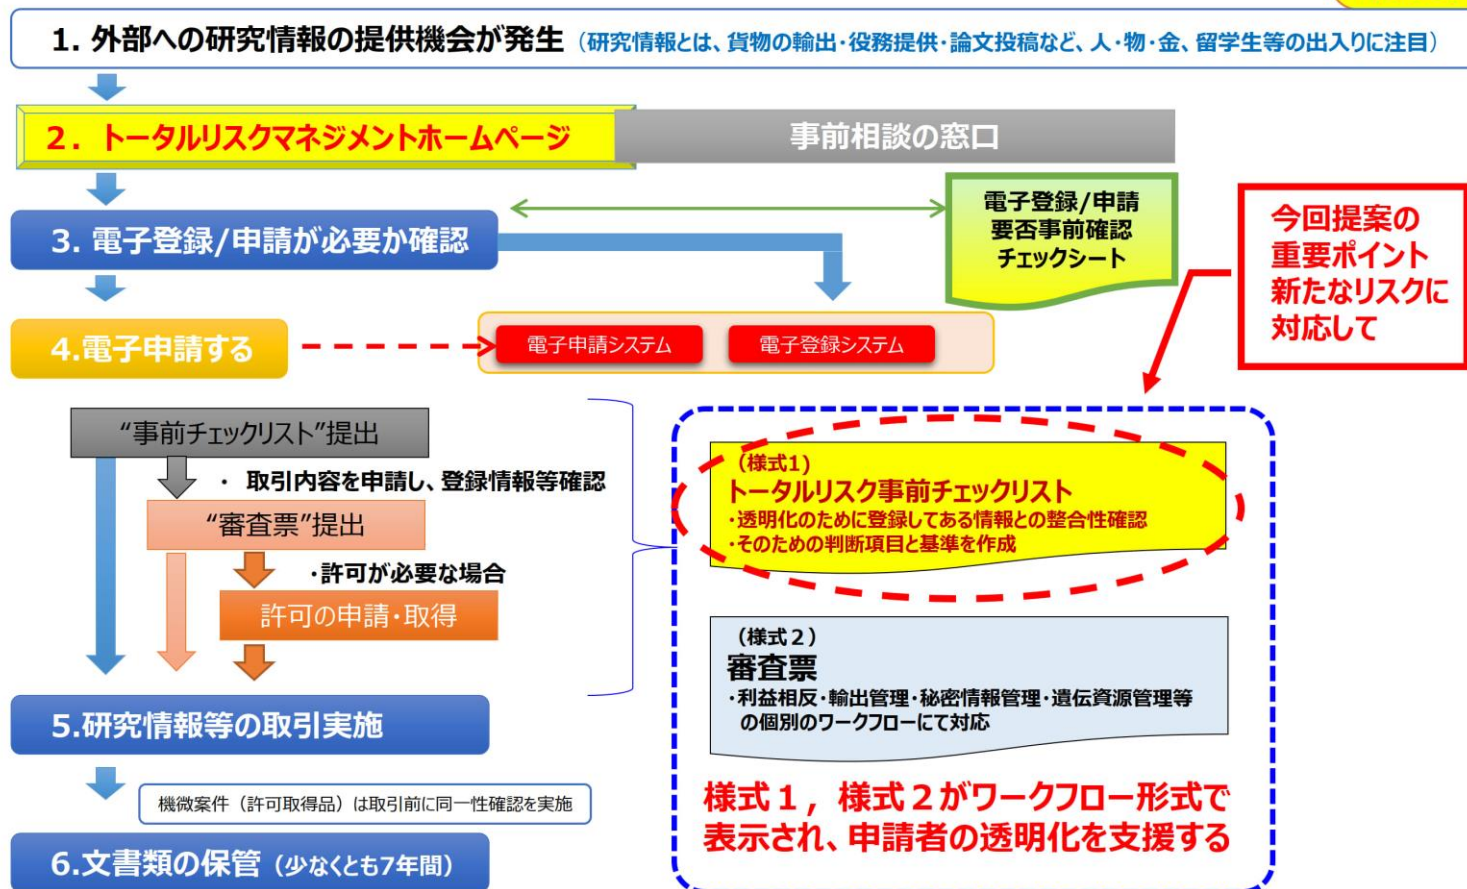 1. 外部への研究情報の提供機会が発生（研究情報とは、貨物の輸出・役務提供・論文投稿など、人・物・金、留学生等の出入りに注目）
2．トータルリスクマネジメントホームページ
事前相談の窓口
3. 電子登録/申請が必要か確認
電子登録/申請
要否事前確認
チェックシート
今回提案の
重要ポイント
新たなリスクに
対応して
4.電子申請する
電子申請システム
電子登録システム
“事前チェックリスト”提出
・ 取引内容を申請し、登録情報等確認
“審査票”提出
・許可が必要な場合
許可の申請・取得
（様式1）
トータルリスク事前チェックリスト
・透明化のために登録してある情報との整合性確認
・そのための判断項目と基準を作成
（様式２）
審査票
・利益相反・輸出管理・秘密情報管理・遺伝資源管理等
の個別のワークフローにて対応
様式１，様式２がワークフロー形式で
表示され、申請者の透明化を支援する
5.研究情報等の取引実施
機微案件（許可取得品）は取引前に同一性確認を実施
6.文書類の保管（少なくとも7年間）